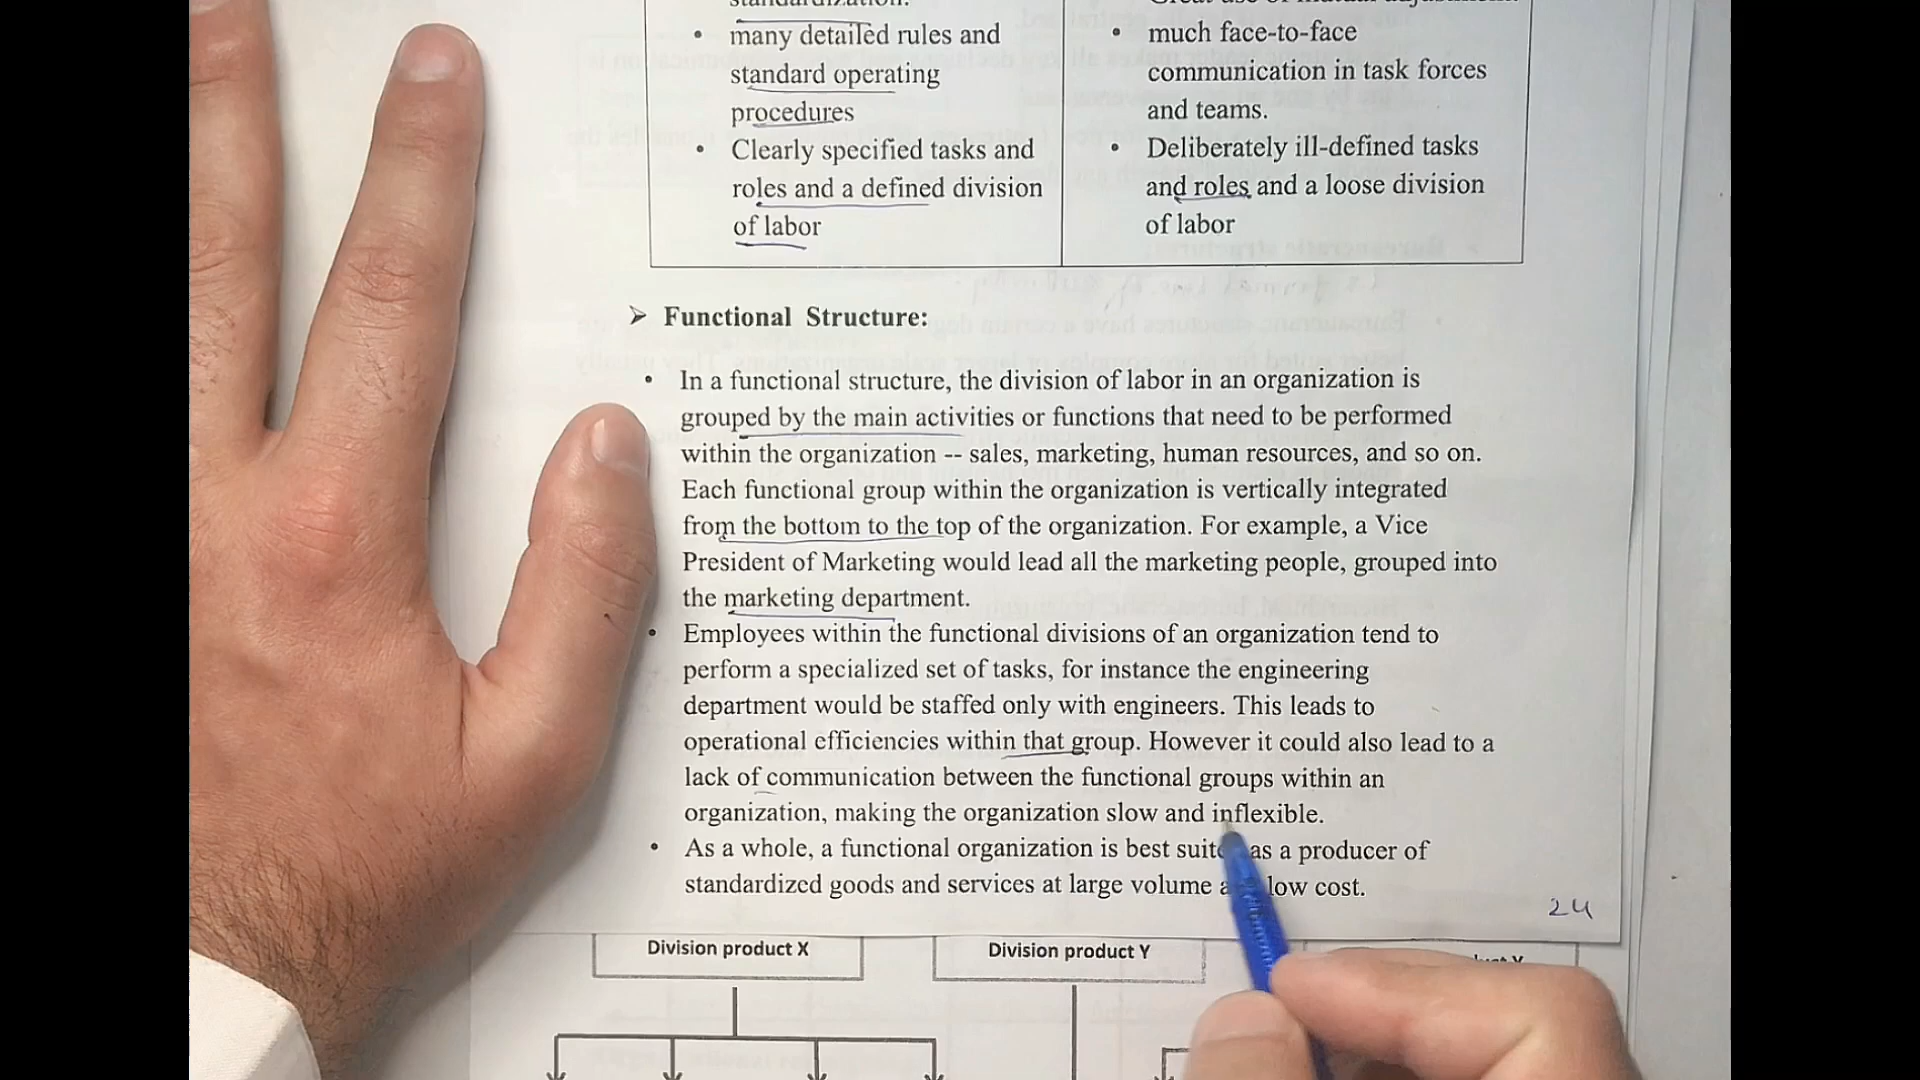 standardization.
many detailed rules and
standard operating
procedures
• Clearly specified tasks and
roles and a defined division
of labor
Great use of mutual adjustment.
• much face-to-face
communication in task forces
and teams.
• Deliberately ill-defined tasks
and roles and a loose division
of labor
➢ Functional Structure:
• In a functional structure, the division of labor in an organization is
grouped by the main activities or functions that need to be performed
within the organization -- sales, marketing, human resources, and so on.
Each functional group within the organization is vertically integrated
from the bottom to the top of the organization. For example, a Vice
President of Marketing would lead all the marketing people, grouped into
the marketing department.
• Employees within the functional divisions of an organization tend to
perform a specialized set of tasks, for instance the engineering
department would be staffed only with engineers. This leads to
operational efficiencies within that group. However it could also lead to a
lack of communication between the functional groups within an
organization, making the organization slow and inflexible.
• As a whole, a functional organization is best suited as a producer of
standardized goods and services at large volume low cost.
24
Division product X
Division product Y